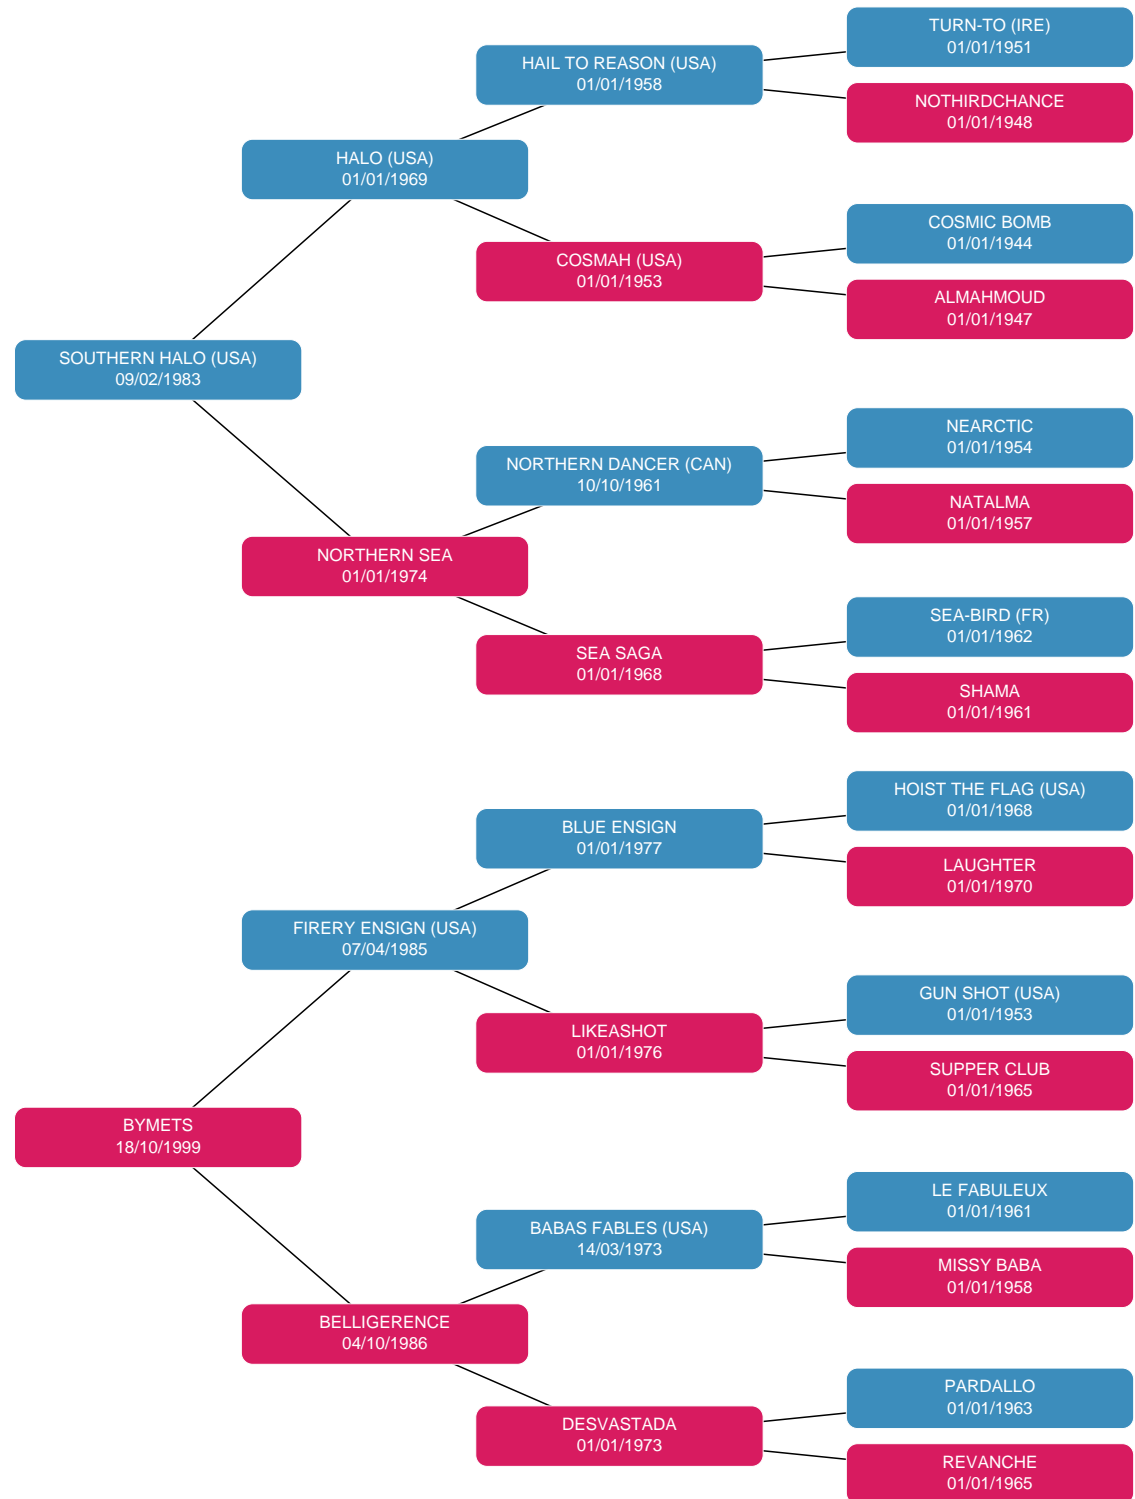 TURN-TO (IRE)
01/01/1951
HAIL TO REASON (USA)
01/01/1958
NOTHIRDCHANCE
01/01/1948
HALO (USA)
01/01/1969
COSMIC BOMB
01/01/1944
COSMAH (USA)
01/01/1953
ALMAHMOUD
01/01/1947
SOUTHERN HALO (USA)
09/02/1983
NEARCTIC
01/01/1954
NORTHERN DANCER (CAN)
10/10/1961
NATALMA
01/01/1957
NORTHERN SEA
01/01/1974
SEA-BIRD (FR)
01/01/1962
SEA SAGA
01/01/1968
SHAMA
01/01/1961
HOIST THE FLAG (USA)
01/01/1968
BLUE ENSIGN
01/01/1977
LAUGHTER
01/01/1970
FIRERY ENSIGN (USA)
07/04/1985
GUN SHOT (USA)
01/01/1953
LIKEASHOT
01/01/1976
SUPPER CLUB
01/01/1965
BYMETS
18/10/1999
LE FABULEUX
01/01/1961
BABAS FABLES (USA)
14/03/1973
MISSY BABA
01/01/1958
BELLIGERENCE
04/10/1986
PARDALLO
01/01/1963
DESVASTADA
01/01/1973
REVANCHE
01/01/1965